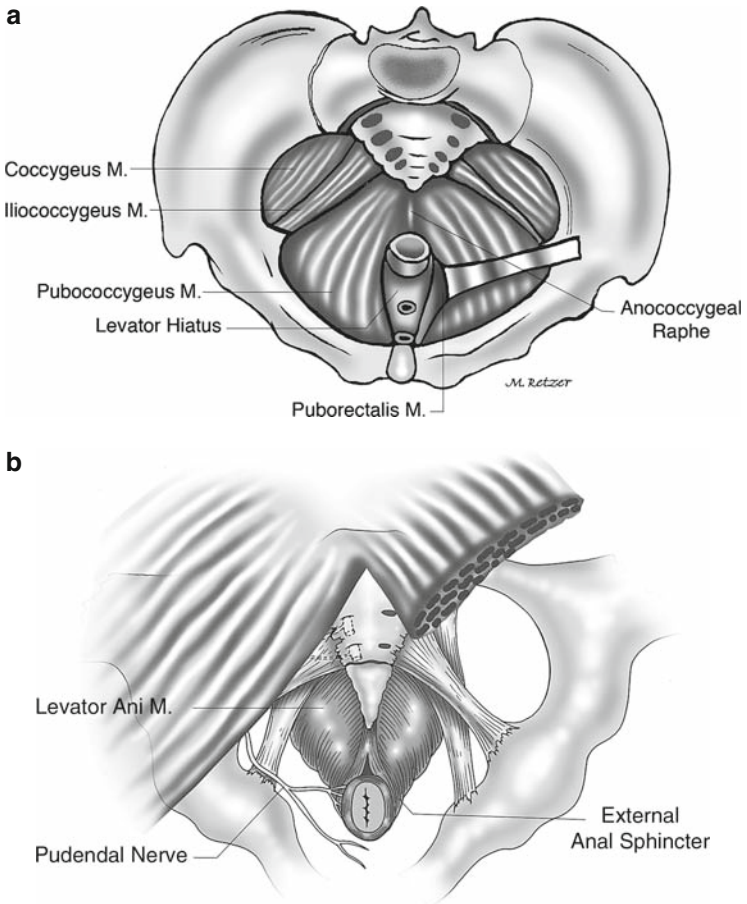 a
Coccygeus M.
Iliococcygeus M.
Pubococcygeus M.
Levator Hiatus
Anococcygeal
Raphe
M. Retzer
Puborectalis M.
b
Levator Ani M.
External
Anal Sphincter
Pudendal Nerve